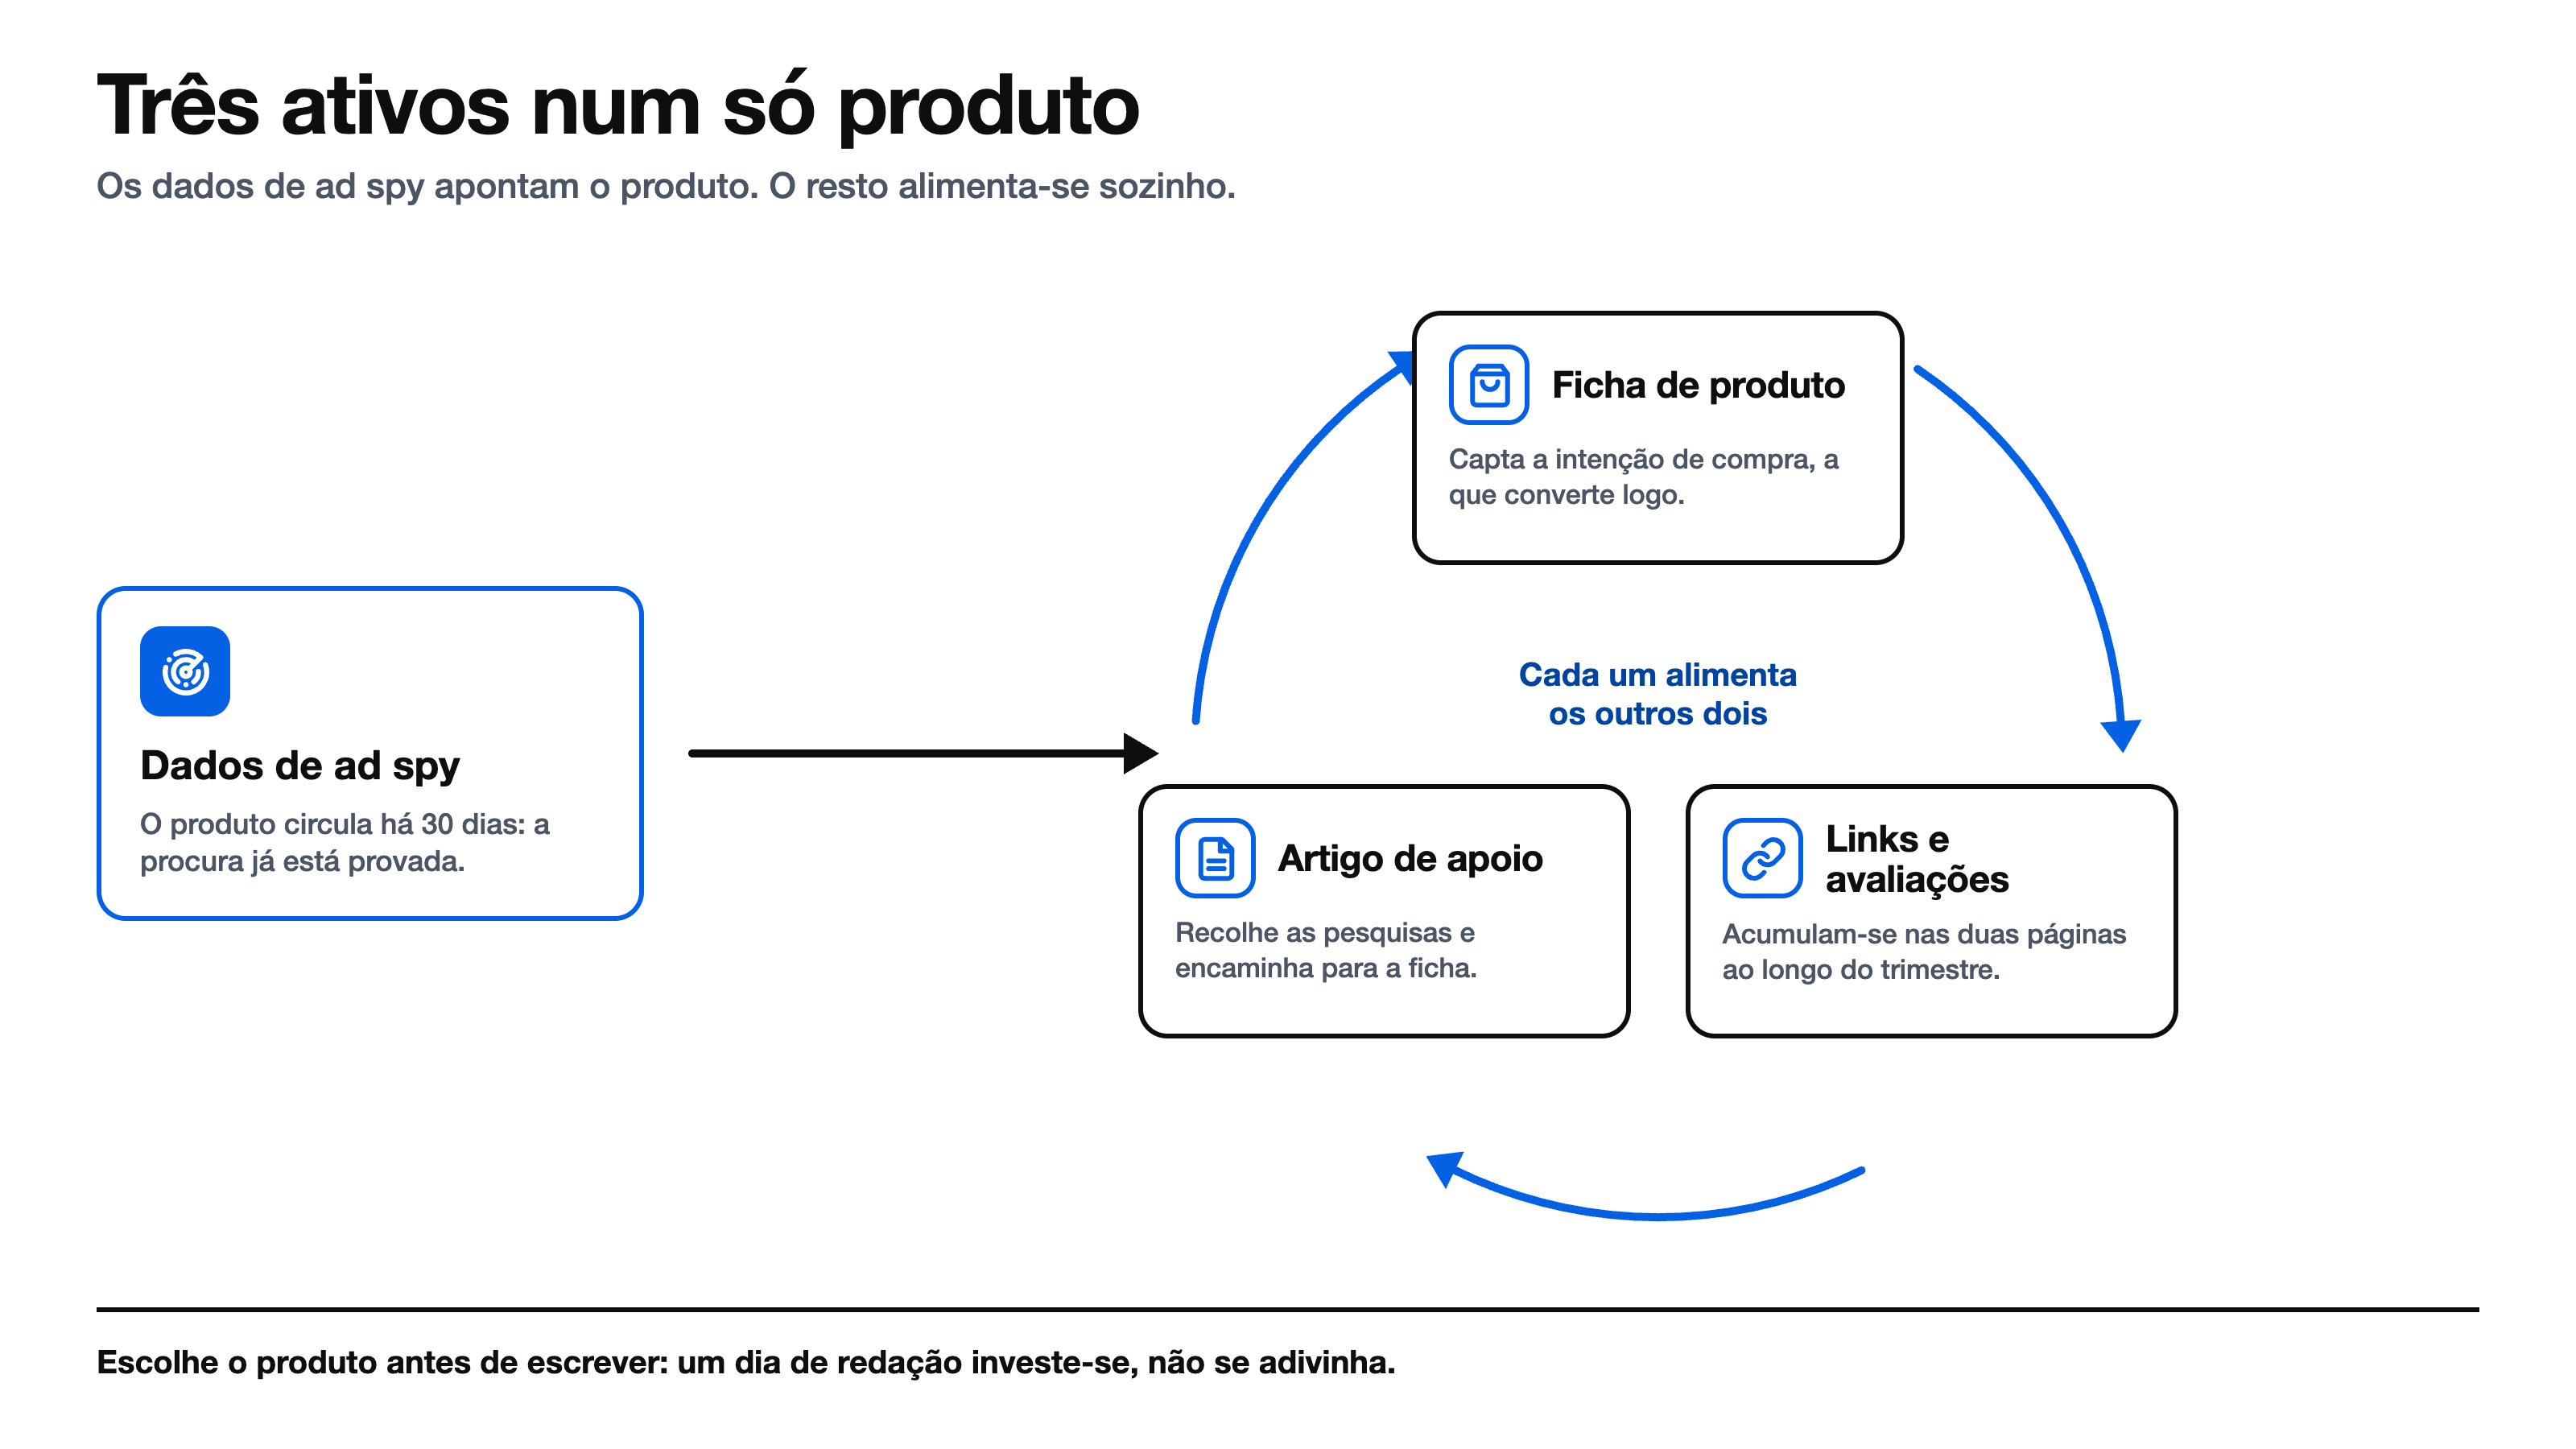 Três ativos num só produto
Os dados de ad spy apontam o produto. O resto alimenta-se sozinho.
Dados de ad spy
O produto circula há 30 dias: a
procura já está provada.
Ficha de produto
Capta a intenção de compra, a
que converte logo.
Cada um alimenta
os outros dois
Artigo de apoio
Recolhe as pesquisas e
encaminha para a ficha.
Links e
avaliações
Acumulam-se nas duas páginas
ao longo do trimestre.
Escolhe o produto antes de escrever: um dia de redação investe-se, não se adivinha.